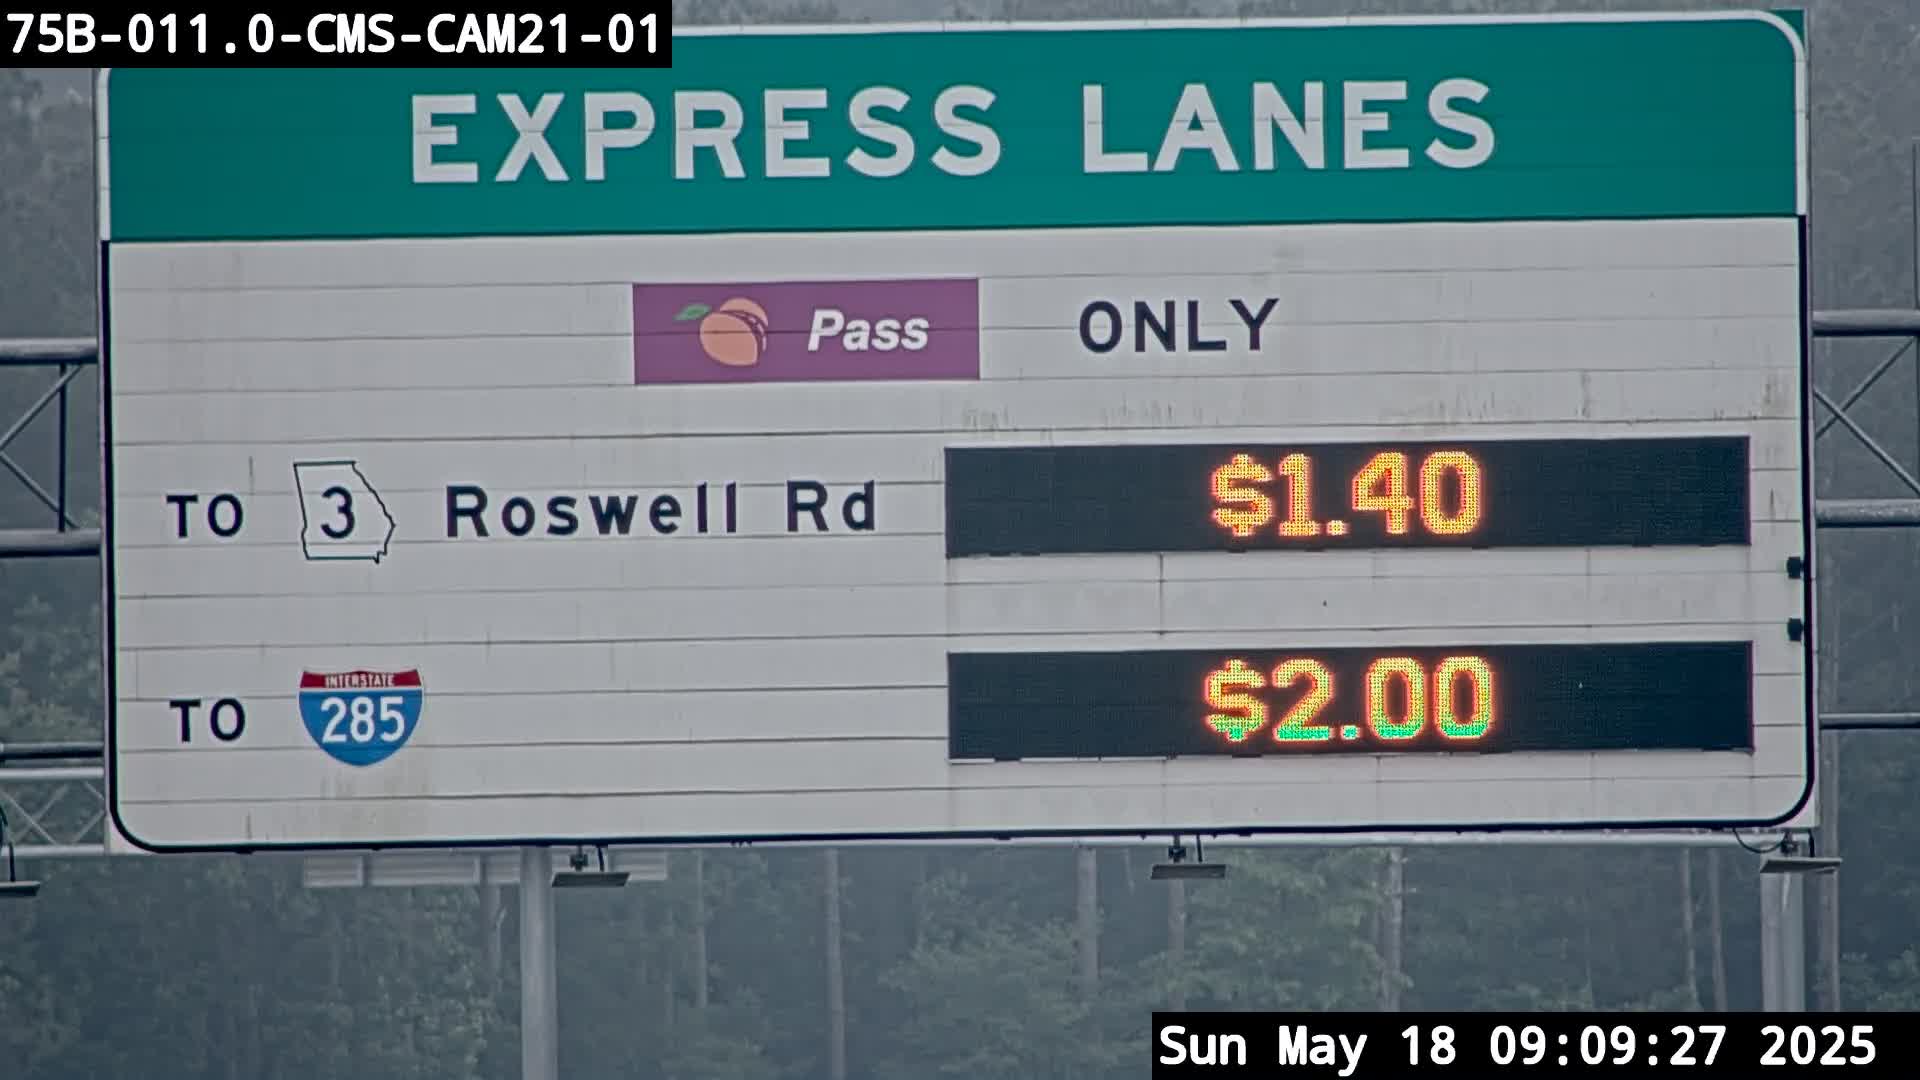 75B-011.0-CMS-CAM21-01
EXPRESS LANES
Pass ONLY
TO 3 Roswell Rd $1.40
INTERSTATE
TO 285 $2.00
Sun May 18 09:09:27 2025